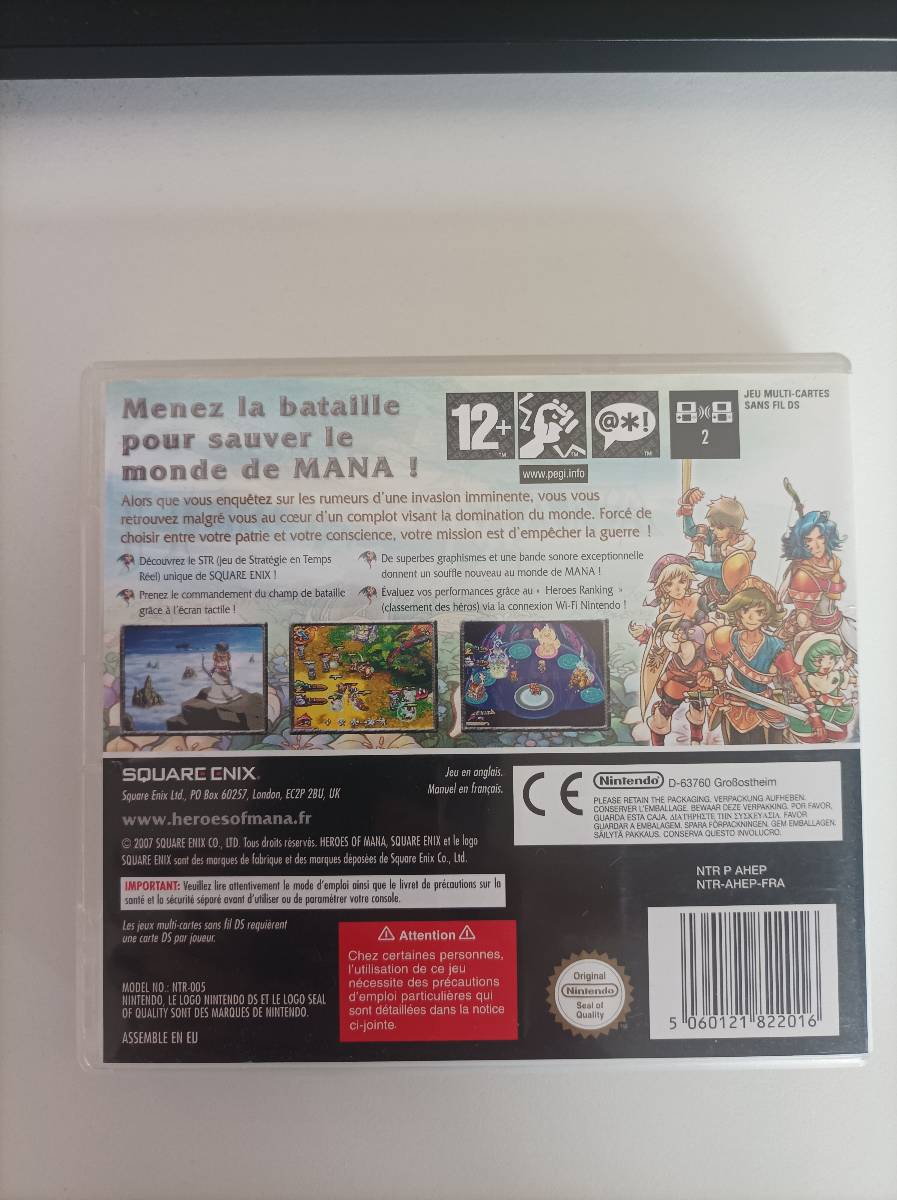 Menez la bataille
pour sauver le
monde de MANA !
12+
TM
TM
@*!
TM
www.pegi.info
2
JEU MULTI-CARTES
SANS FIL DS
Alors que vous enquêtez sur les rumeurs d'une invasion imminente, vous vous
retrouvez malgré vous au cœur d'un complot visant la domination du monde. Forcé de
choisir entre votre patrie et votre conscience, votre mission est d'empêcher la guerre !
Découvrez le STR (jeu de Stratégie en Temps
Réel) unique de SQUARE ENIX !
Prenez le commandement du champ de bataille
grâce à l'écran tactile !
De superbes graphismes et une bande sonore exceptionnelle
donnent un souffle nouveau au monde de MANA !
Évaluez vos performances grâce au « Heroes Ranking »
(classement des héros) via la connexion Wi-Fi Nintendo !
SQUARE ENIX.
Square Enix Ltd., PO Box 60257, London, EC2P 2BU, UK
www.heroesofmana.fr
Jeu en anglais.
Manuel en français.
© 2007 SQUARE ENIX CO., LTD. Tous droits réservés. HEROES OF MANA, SQUARE ENIX et le logo
SQUARE ENIX sont des marques de fabrique et des marques déposées de Square Enix Co., Ltd.
IMPORTANT: Veuillez lire attentivement le mode d'emploi ainsi que le livret de précautions sur la
santé et la sécurité séparé avant d'utiliser ou de paramétrer votre console.
Les jeux multi-cartes sans fil DS requièrent
une carte DS par joueur.
MODEL NO.: NTR-005
NINTENDO, LE LOGO NINTENDO DS ET LE LOGO SEAL
OF QUALITY SONT DES MARQUES DE NINTENDO.
ASSEMBLE EN EU
Attention
Chez certaines personnes,
l'utilisation de ce jeu
nécessite des précautions
d'emploi particulières qui
sont détaillées dans la notice
ci-jointe.
CE
Nintendo D-63760 Großostheim
PLEASE RETAIN THE PACKAGING. VERPACKUNG AUFHEBEN.
CONSERVER L'EMBALLAGE. BEWAAR DEZE VERPAKKING. POR FAVOR,
GUARDA ESTA CAJA. ΔΙΑΤΗΡΗΣΤΕ ΤΗΝ ΣΥΣΚΕΥΑΣΙΑ. FAVOR
GUARDAR A EMBALAGEM. SPARA FÖRPACKNINGEN. GEM EMBALLAGEN.
SÄILYTÄ PAKKAUS. CONSERVA QUESTO INVOLUCRO.
NTR P AHEP
NTR-AHEP-FRA
Original
Nintendo
Seal of
Quality
5 060121 822016